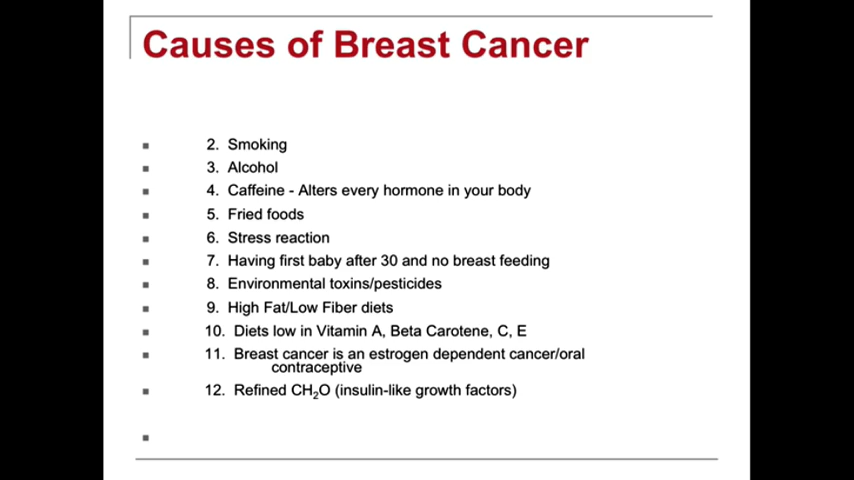 Causes of Breast Cancer
2. Smoking
3. Alcohol
4. Caffeine - Alters every hormone in your body
5. Fried foods
6. Stress reaction
7. Having first baby after 30 and no breast feeding
8. Environmental toxins/pesticides
9. High Fat/Low Fiber diets
10. Diets low in Vitamin A, Beta Carotene, C, E
11. Breast cancer is an estrogen dependent cancer/oral
contraceptive
12. Refined CH₂O (insulin-like growth factors)